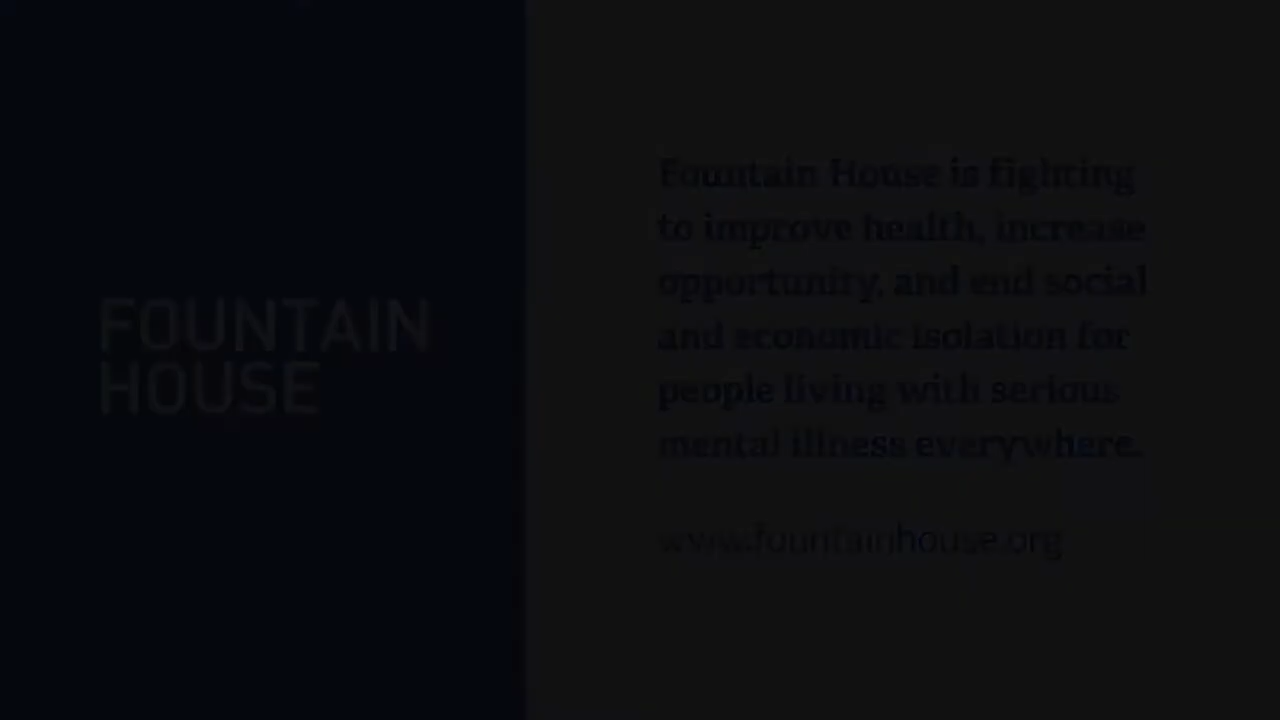 FOUNTAIN
HOUSE
Fountain House is fighting
to improve health, increase
opportunity, and end social
and economic isolation for
people living with serious
mental illness everywhere.
www.fountainhouse.org